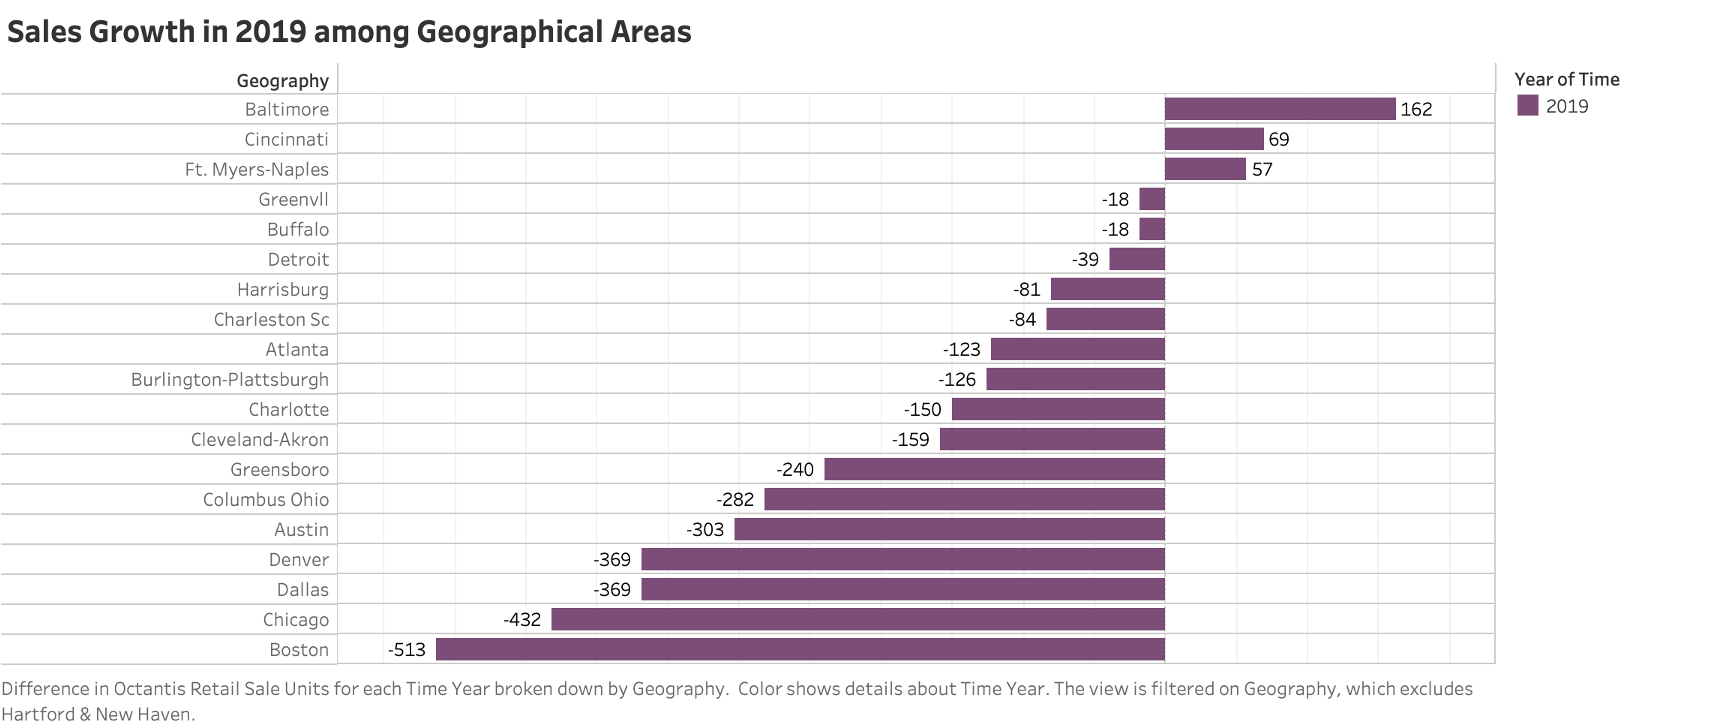 Sales Growth in 2019 among Geographical Areas
Geography
Year of Time
2019
Baltimore 162
Cincinnati 69
Ft. Myers-Naples 57
Greenvll -18
Buffalo -18
Detroit -39
Harrisburg -81
Charleston Sc -84
Atlanta -123
Burlington-Plattsburgh -126
Charlotte -150
Cleveland-Akron -159
Greensboro -240
Columbus Ohio -282
Austin -303
Denver -369
Dallas -369
Chicago -432
Boston -513
Difference in Octantis Retail Sale Units for each Time Year broken down by Geography.  Color shows details about Time Year. The view is filtered on Geography, which excludes
Hartford & New Haven.